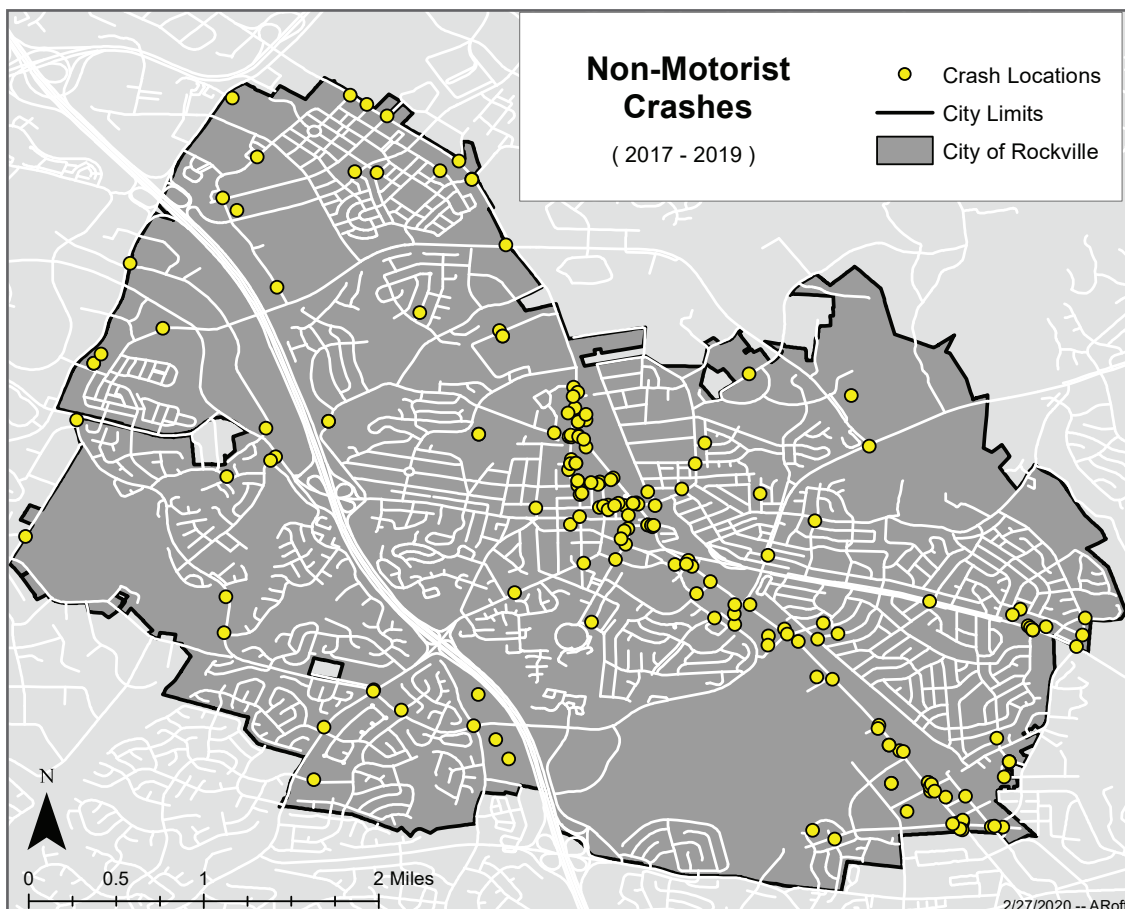 Non-Motorist
Crashes
( 2017 - 2019 )
Crash Locations
City Limits
City of Rockville
N
0 0.5 1 2 Miles
2/27/2020 -- ARoff